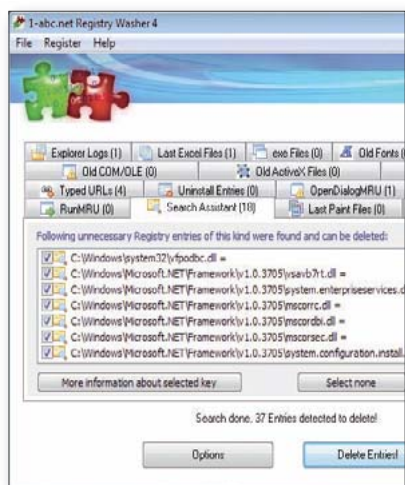 1-abc.net Registry Washer 4
File Register Help
Explorer Logs (1) Last Excel Files (1) exe Files (0) Old Fonts (
Old COM/OLE (0) Old ActiveX Files (0)
Typed URLs (4) Uninstall Entries (0) OpenDialogMRU (1)
RunMRU (0) Search Assistant (18) Last Paint Files (0)
Following unnecessary Registry entries of this kind were found and can be deleted:
C:\Windows\system32\vfpodbc.dll =
C:\Windows\Microsoft.NET\Framework\v1.0.3705\vsavb7rt.dll =
C:\Windows\Microsoft.NET\Framework\v1.0.3705\system.enterpriseservices.d
C:\Windows\Microsoft.NET\Framework\v1.0.3705\mscorrc.dll =
C:\Windows\Microsoft.NET\Framework\v1.0.3705\mscordbi.dll =
C:\Windows\Microsoft.NET\Framework\v1.0.3705\mscorsec.dll =
C:\Windows\Microsoft.NET\Framework\v1.0.3705\system.configuration.install.
More information about selected key Select none
Search done. 37 Entries detected to delete!
Options Delete Entries!